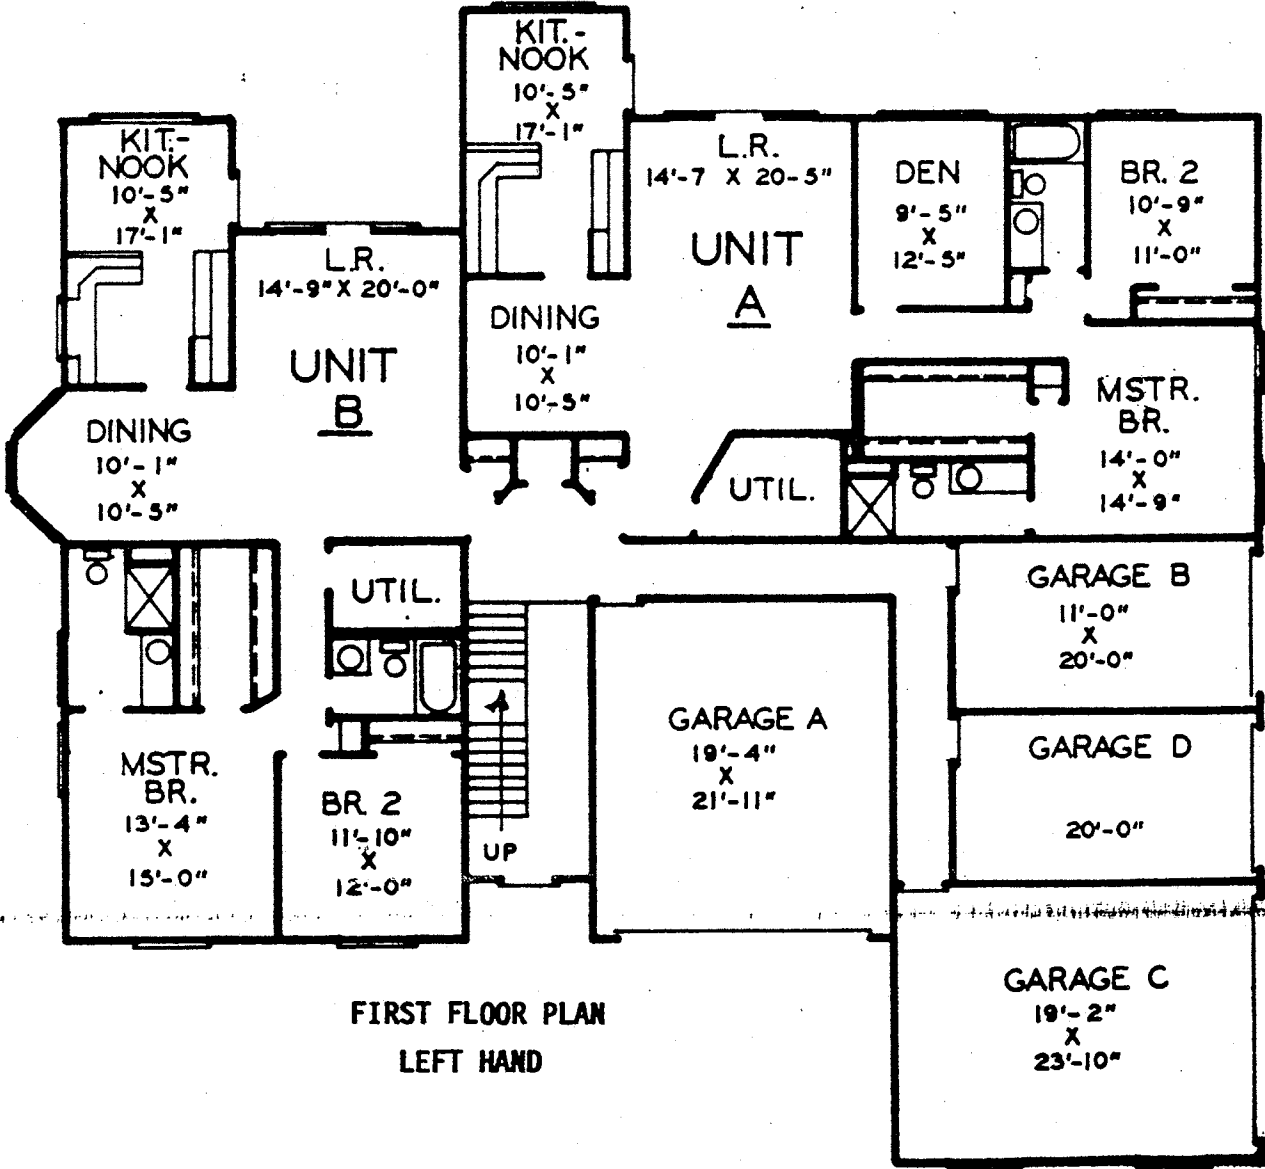 KIT.-
NOOK
10'-5"
X
17'-1"
L.R.
14'-7 X 20-5"
UNIT
A
DEN
9'-5"
X
12'-5"
BR. 2
10'-9"
X
11'-0"
DINING
10'-1"
X
10'-5"
UTIL.
MSTR.
BR.
14'-0"
X
14'-9"
KIT.-
NOOK
10'-5"
X
17'-1"
L.R.
14'-9" X 20'-0"
UNIT
B
DINING
10'-1"
X
10'-5"
UTIL.
MSTR.
BR.
13'-4"
X
15'-0"
BR. 2
11'-10"
X
12'-0"
UP
GARAGE A
19'-4"
X
21'-11"
GARAGE B
11'-0"
X
20'-0"
GARAGE D
20'-0"
GARAGE C
19'-2"
X
23'-10"
FIRST FLOOR PLAN
LEFT HAND